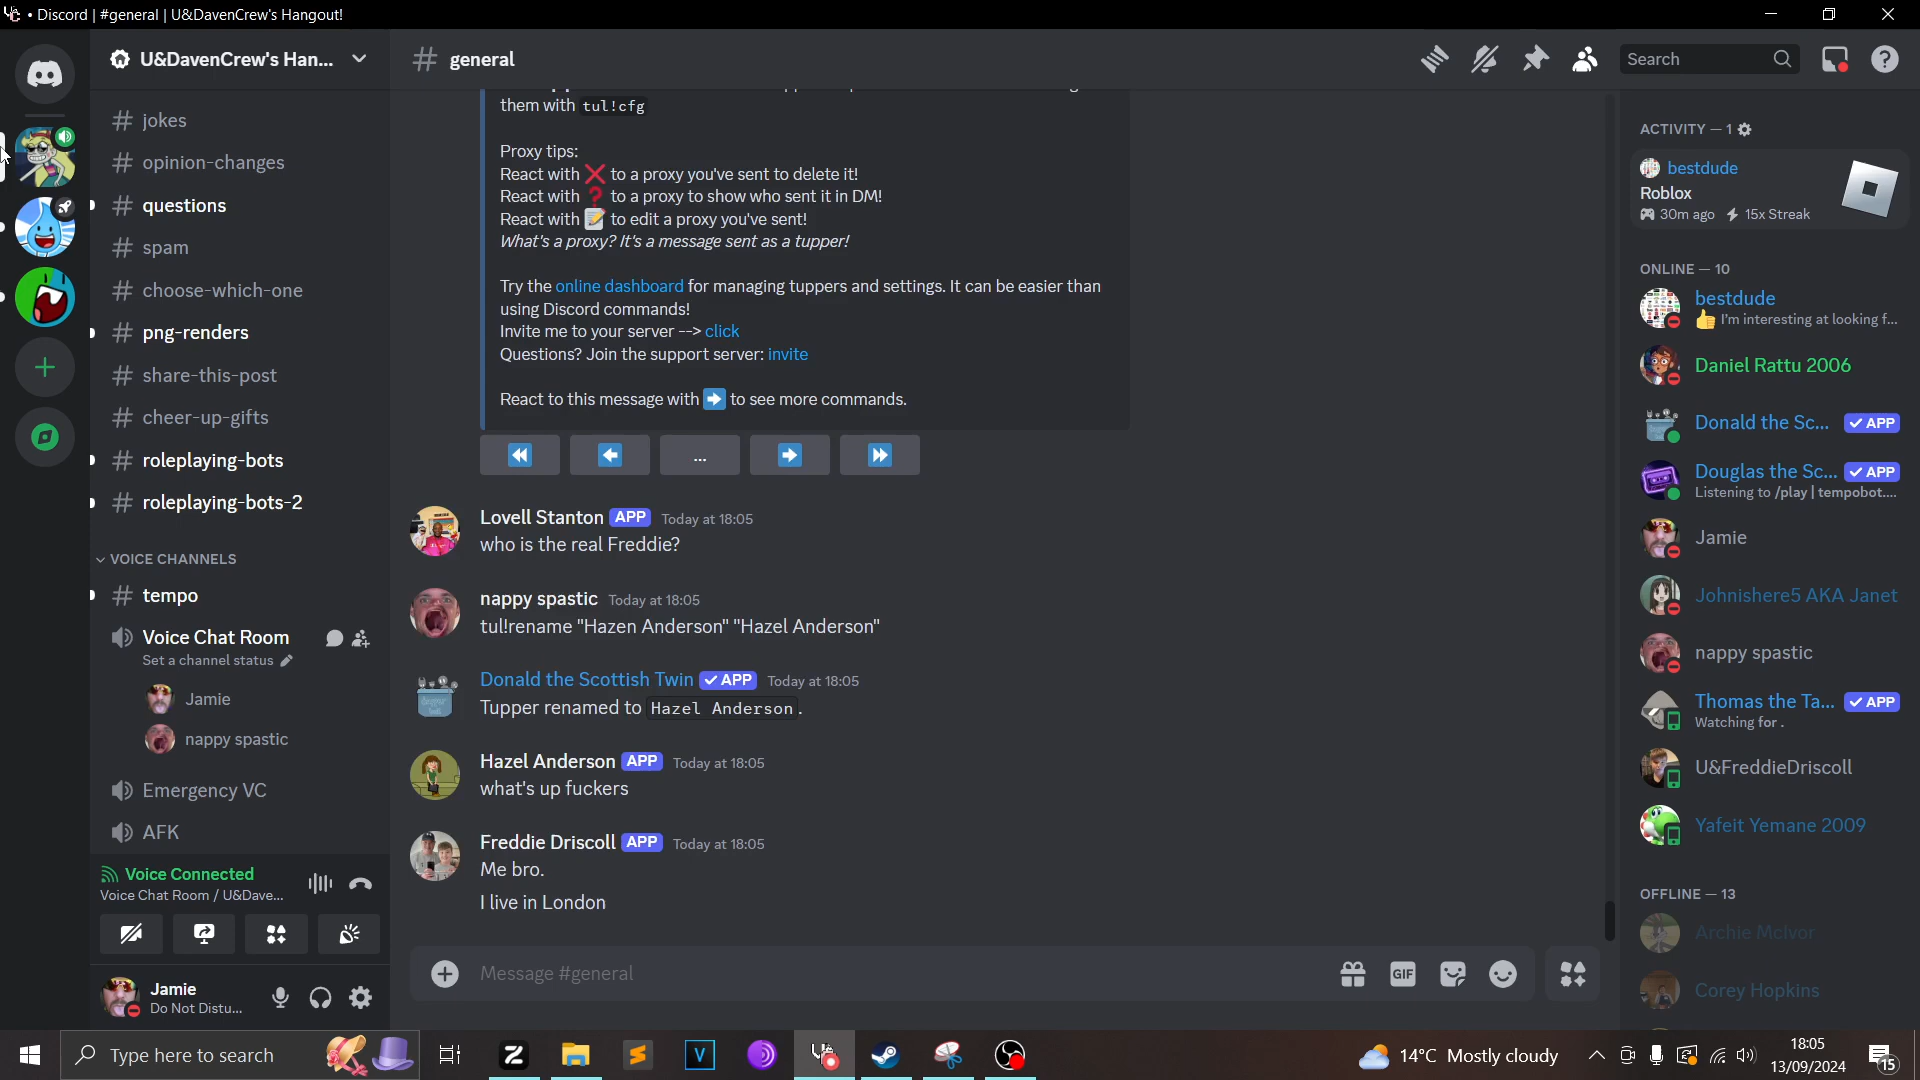 • Discord | #general | U&DavenCrew's Hangout!
U&DavenCrew's Han...
# general
Search
# jokes
# opinion-changes
# questions
# spam
# choose-which-one
# png-renders
# share-this-post
# cheer-up-gifts
# roleplaying-bots
# roleplaying-bots-2
VOICE CHANNELS
# tempo
Voice Chat Room
Set a channel status
Jamie
nappy spastic
Emergency VC
AFK
Voice Connected
Voice Chat Room / U&Dave...
Jamie
Do Not Distu...
them with tul!cfg
Proxy tips:
React with ❌ to a proxy you've sent to delete it!
React with ❓ to a proxy to show who sent it in DM!
React with 📝 to edit a proxy you've sent!
What's a proxy? It's a message sent as a tupper!
Try the online dashboard for managing tuppers and settings. It can be easier than
using Discord commands!
Invite me to your server --> click
Questions? Join the support server: invite
React to this message with ➡️ to see more commands.
...
Lovell Stanton APP Today at 18:05
who is the real Freddie?
nappy spastic Today at 18:05
tul!rename "Hazen Anderson" "Hazel Anderson"
Donald the Scottish Twin ✓ APP Today at 18:05
Tupper renamed to Hazel Anderson.
Hazel Anderson APP Today at 18:05
what's up fuckers
Freddie Driscoll APP Today at 18:05
Me bro.
I live in London
Message #general
GIF
ACTIVITY — 1
bestdude
Roblox
30m ago 15x Streak
ONLINE — 10
bestdude
👍 I'm interesting at looking f...
Daniel Rattu 2006
Donald the Sc... ✓ APP
Douglas the Sc... ✓ APP
Listening to /play | tempobot....
Jamie
Johnishere5 AKA Janet
nappy spastic
Thomas the Ta... ✓ APP
Watching for .
U&FreddieDriscoll
Yafeit Yemane 2009
OFFLINE — 13
Archie McIvor
Corey Hopkins
Type here to search
14°C Mostly cloudy
18:05
13/09/2024
15